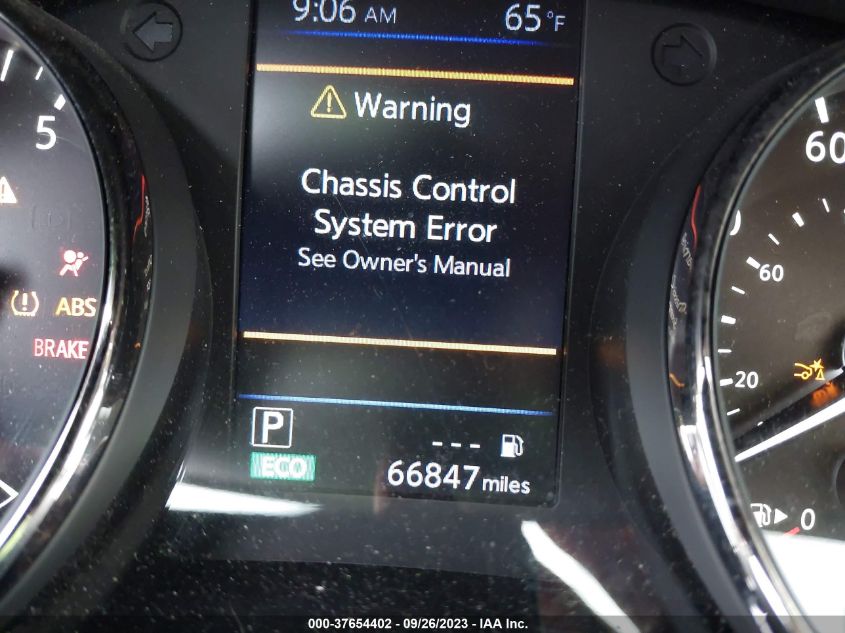 9:06 AM 65°F
5
60
Warning
Chassis Control
System Error
See Owner's Manual
60
ABS
BRAKE
20
P
--- 
ECO
66847 miles
0
000-37654402 - 09/26/2023 - IAA Inc.